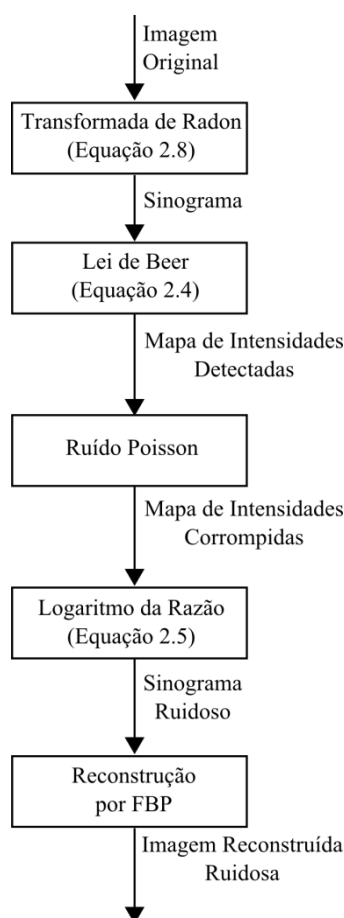 Imagem
Original
Transformada de Radon
(Equação 2.8)
Sinograma
Lei de Beer
(Equação 2.4)
Mapa de Intensidades
Detectadas
Ruído Poisson
Mapa de Intensidades
Corrompidas
Logaritmo da Razão
(Equação 2.5)
Sinograma
Ruidoso
Reconstrução
por FBP
Imagem Reconstruída
Ruidosa